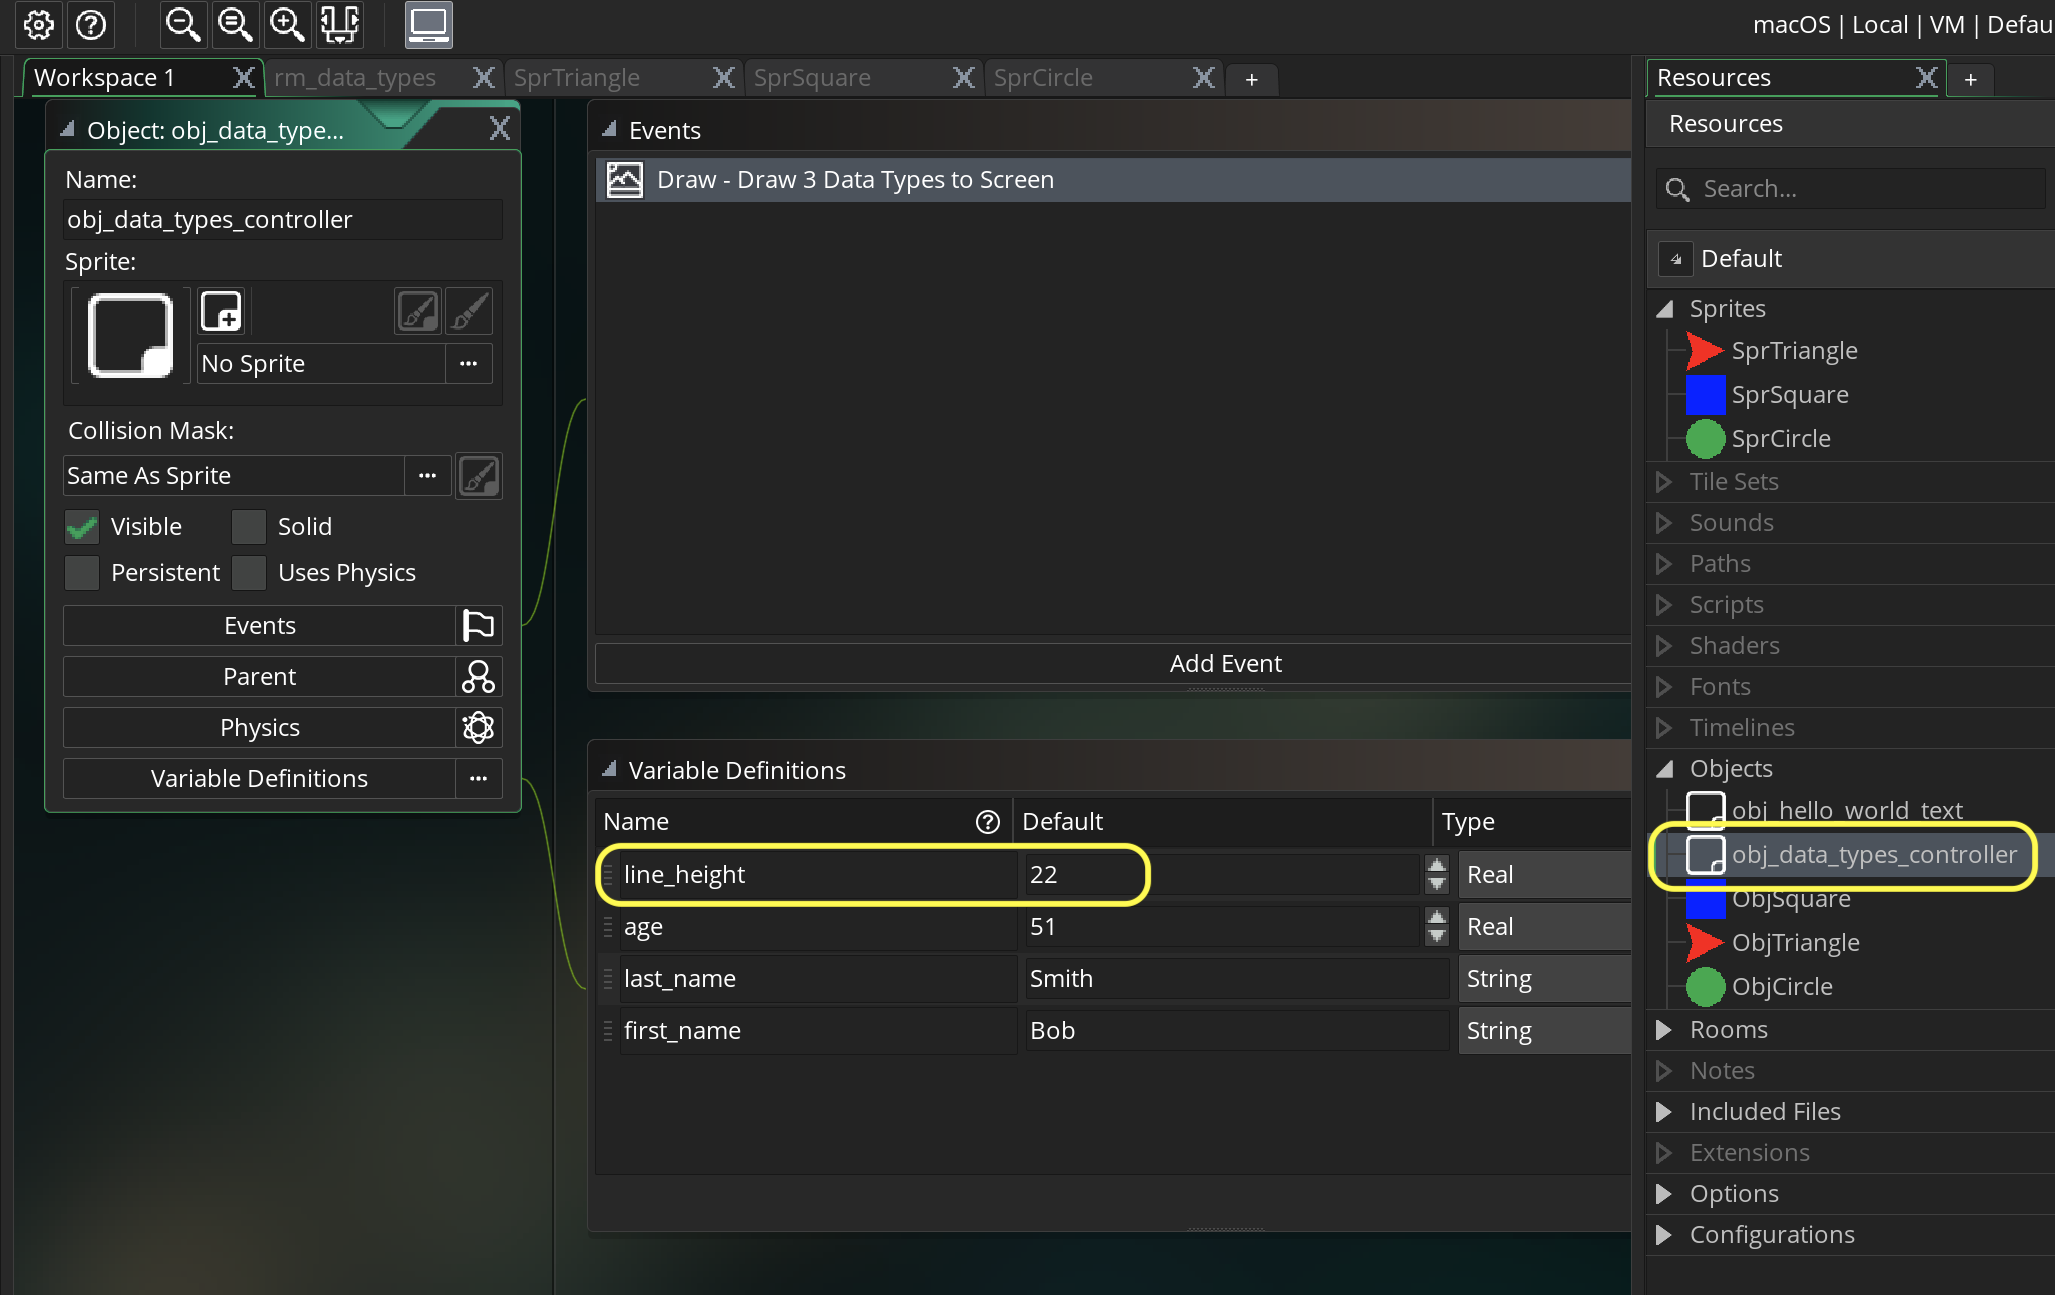 macOS | Local | VM | Defau
Workspace 1
rm_data_types
SprTriangle
SprSquare
SprCircle
+
Resources
+
Object: obj_data_type...
Name:
obj_data_types_controller
Sprite:
No Sprite
...
Collision Mask:
Same As Sprite
...
Visible
Solid
Persistent
Uses Physics
Events
Parent
Physics
Variable Definitions
...
Events
Draw - Draw 3 Data Types to Screen
Add Event
Variable Definitions
Name
Default
Type
line_height
22
Real
age
51
Real
last_name
Smith
String
first_name
Bob
String
Resources
Search...
Default
Sprites
SprTriangle
SprSquare
SprCircle
Tile Sets
Sounds
Paths
Scripts
Shaders
Fonts
Timelines
Objects
obj_hello_world_text
obj_data_types_controller
ObjSquare
ObjTriangle
ObjCircle
Rooms
Notes
Included Files
Extensions
Options
Configurations